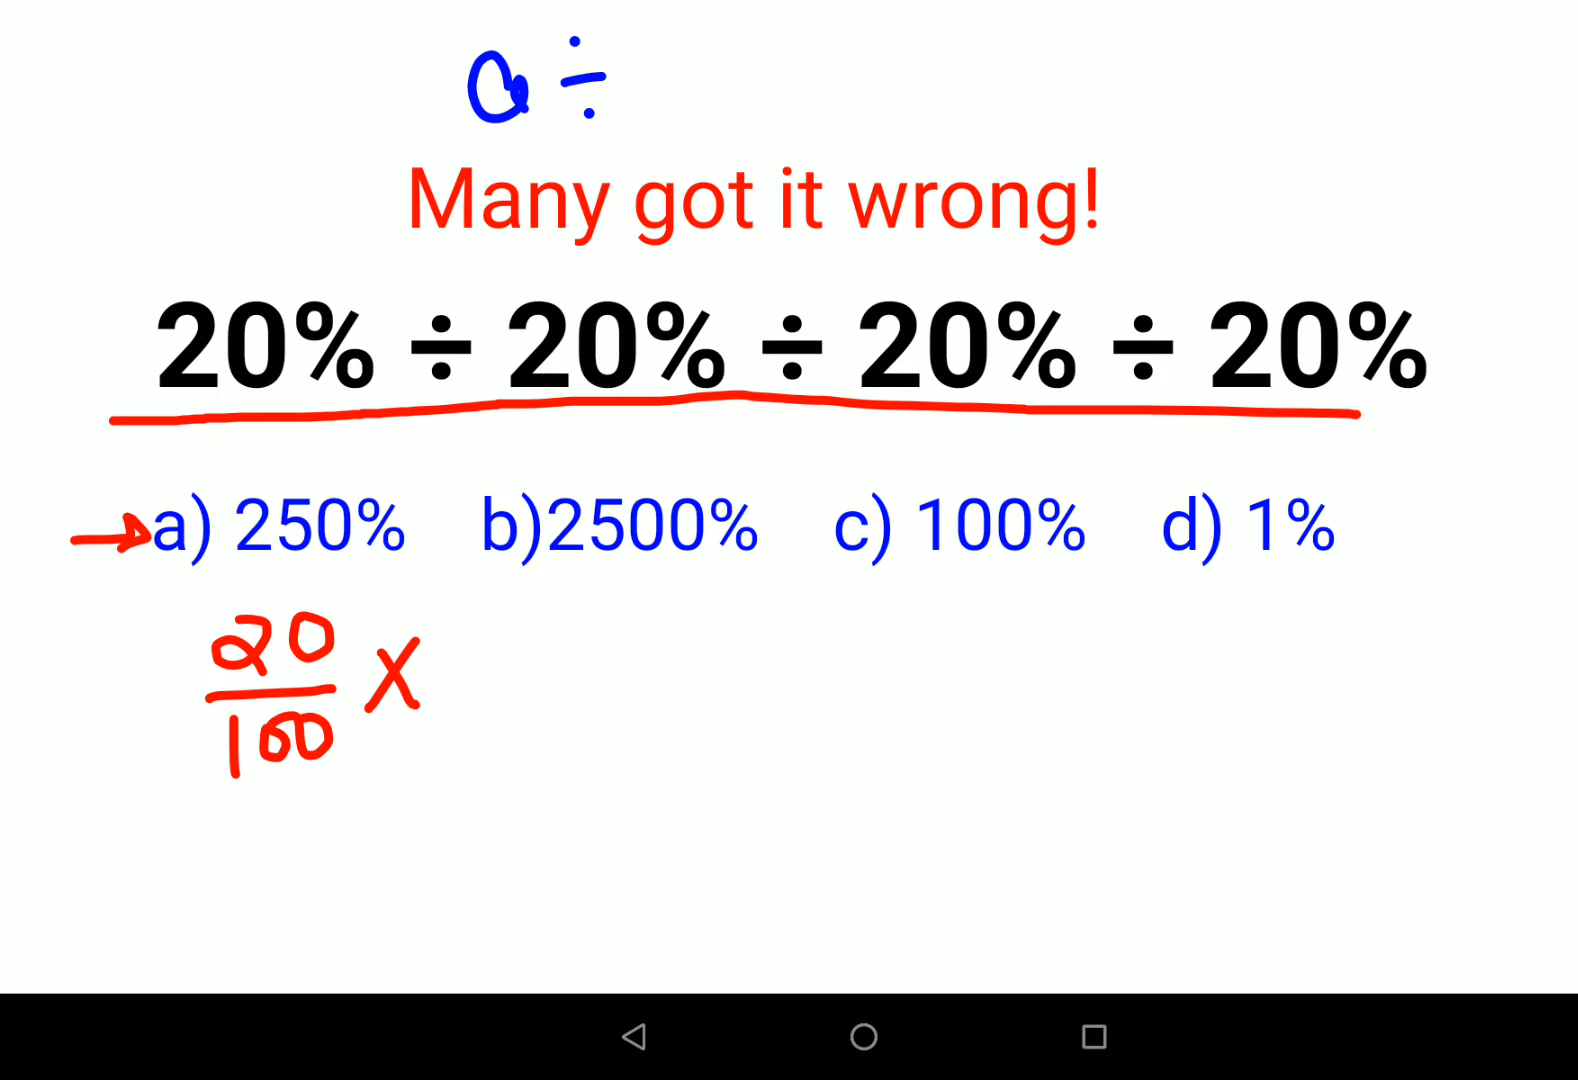 a ÷
Many got it wrong!
20% ÷ 20% ÷ 20% ÷ 20%
a) 250% b)2500% c) 100% d) 1%
20
100 X